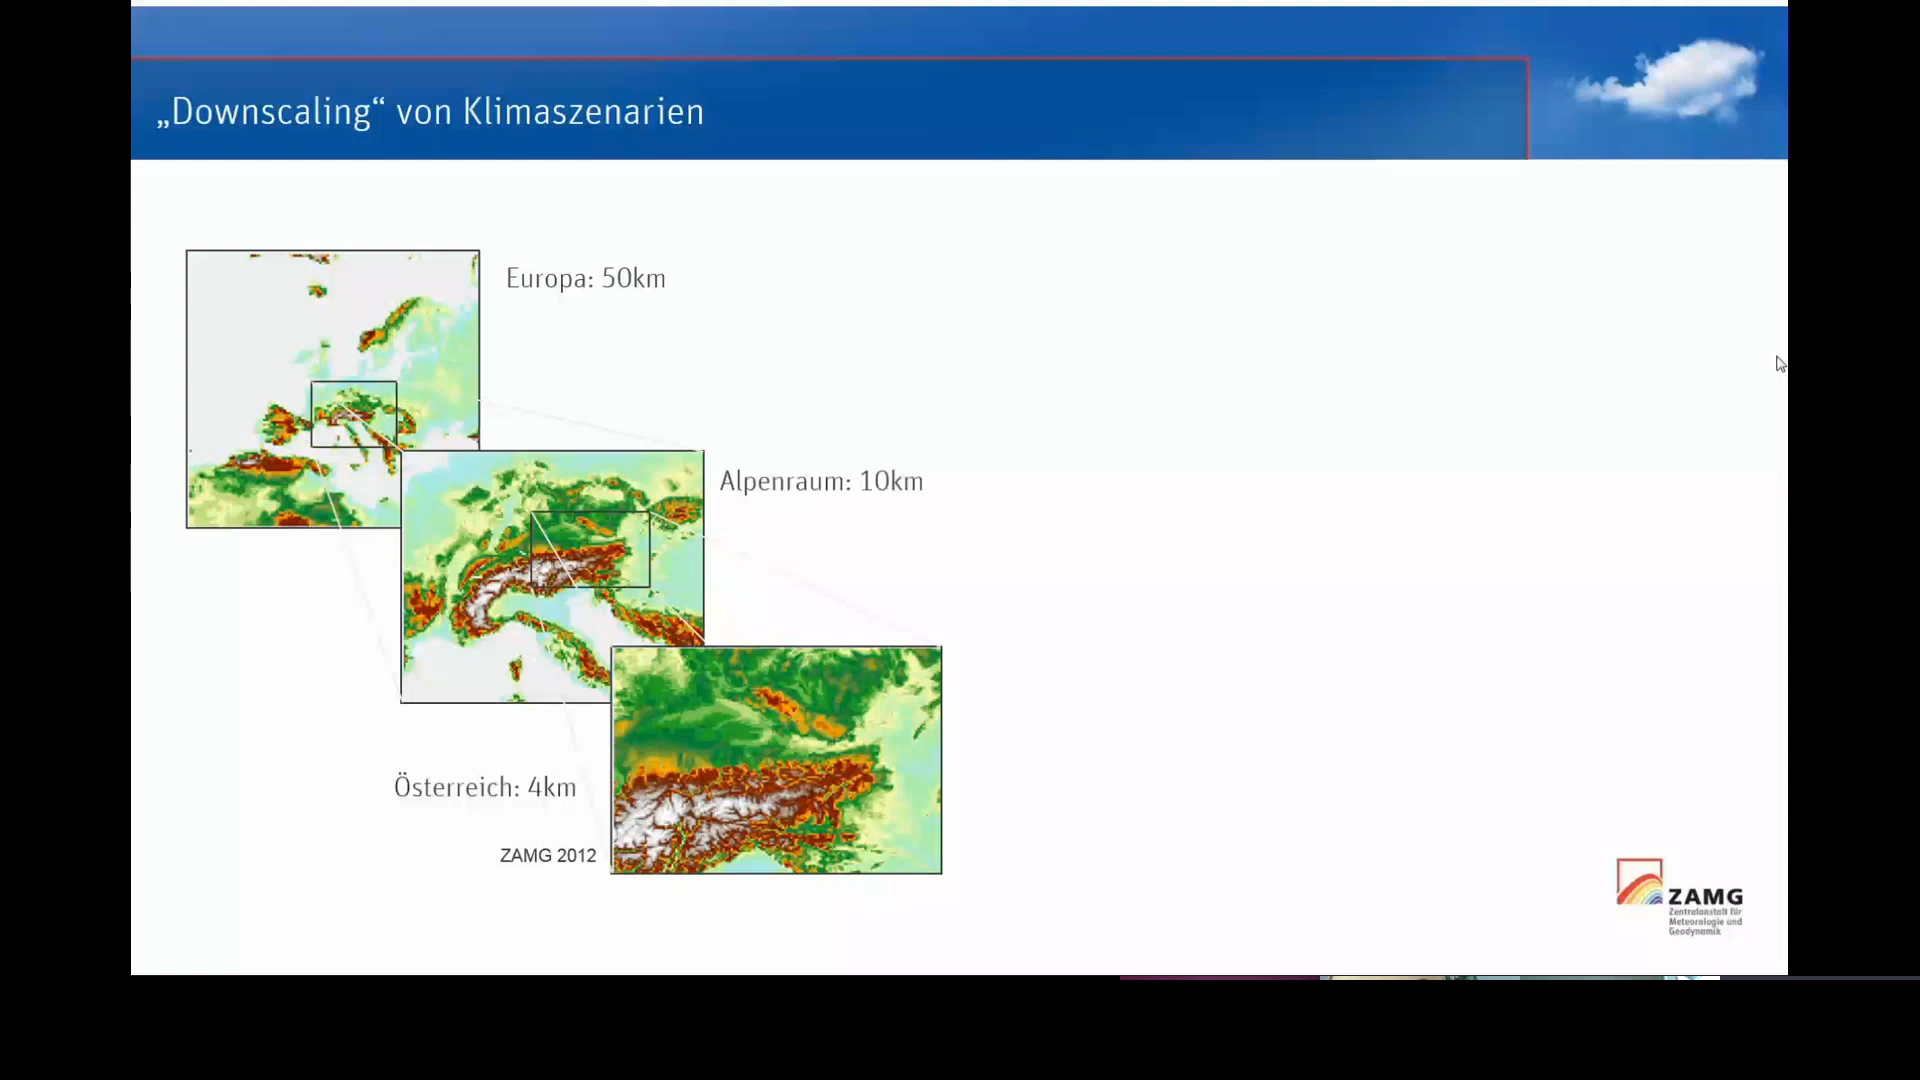 „Downscaling“ von Klimaszenarien
Europa: 50km
Alpenraum: 10km
Österreich: 4km
ZAMG 2012
ZAMG
Zentralanstalt für
Meteorologie und
Geodynamik